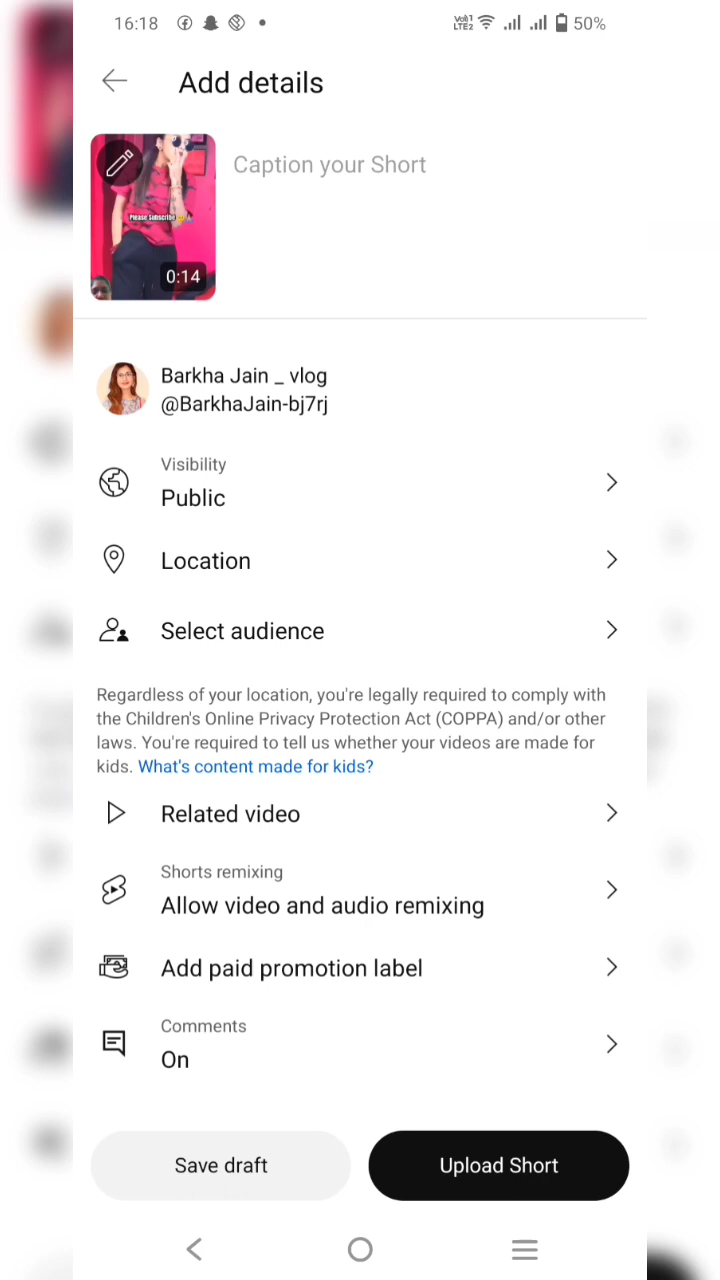 16:18
Vo1) LTE2 50%
Add details
Caption your Short
Please Subscribe
0:14
Barkha Jain _ vlog
@BarkhaJain-bj7rj
Visibility
Public
Location
Select audience
Regardless of your location, you're legally required to comply with
the Children's Online Privacy Protection Act (COPPA) and/or other
laws. You're required to tell us whether your videos are made for
kids. What's content made for kids?
Related video
Shorts remixing
Allow video and audio remixing
Add paid promotion label
Comments
On
Save draft
Upload Short